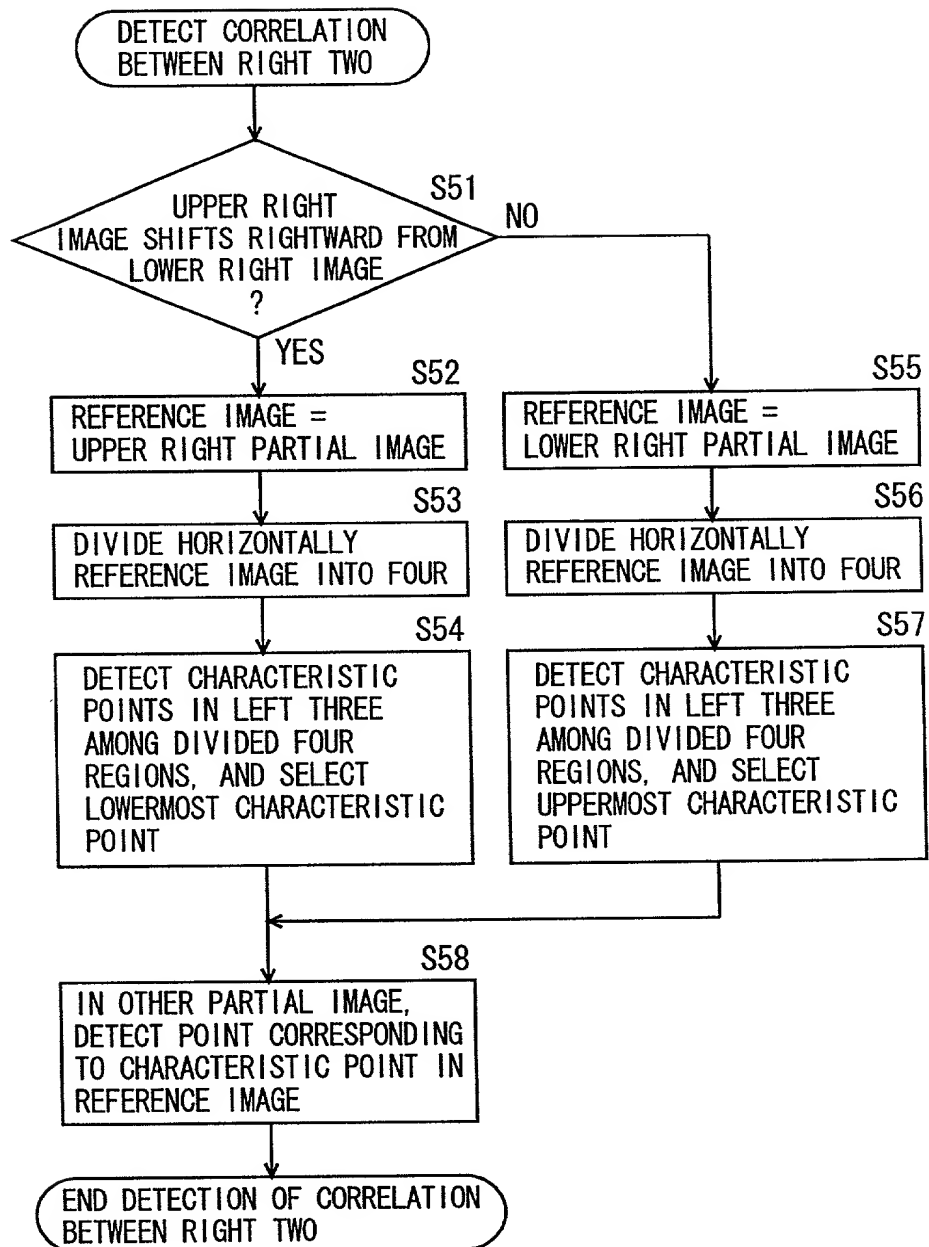 DETECT CORRELATION
BETWEEN RIGHT TWO
S51
UPPER RIGHT
IMAGE SHIFTS RIGHTWARD FROM
LOWER RIGHT IMAGE
?
NO
YES
S52
REFERENCE IMAGE =
UPPER RIGHT PARTIAL IMAGE
S53
DIVIDE HORIZONTALLY
REFERENCE IMAGE INTO FOUR
S54
DETECT CHARACTERISTIC
POINTS IN LEFT THREE
AMONG DIVIDED FOUR
REGIONS, AND SELECT
LOWERMOST CHARACTERISTIC
POINT
S55
REFERENCE IMAGE =
LOWER RIGHT PARTIAL IMAGE
S56
DIVIDE HORIZONTALLY
REFERENCE IMAGE INTO FOUR
S57
DETECT CHARACTERISTIC
POINTS IN LEFT THREE
AMONG DIVIDED FOUR
REGIONS, AND SELECT
UPPERMOST CHARACTERISTIC
POINT
S58
IN OTHER PARTIAL IMAGE,
DETECT POINT CORRESPONDING
TO CHARACTERISTIC POINT IN
REFERENCE IMAGE
END DETECTION OF CORRELATION
BETWEEN RIGHT TWO